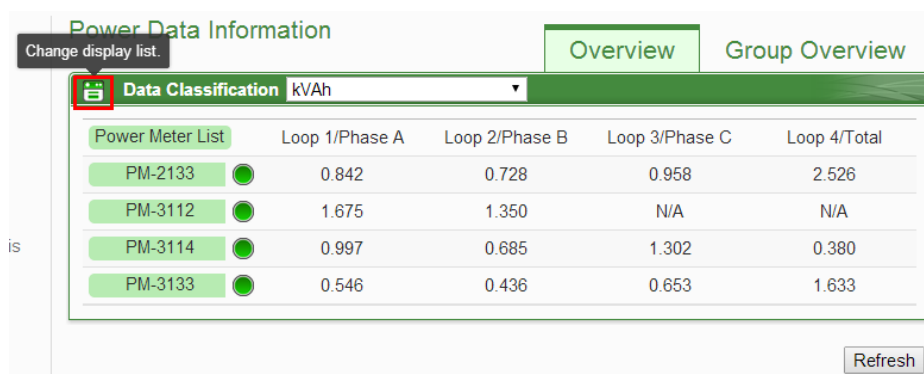 Power Data Information
Change display list.
Overview Group Overview
Data Classification kVAh
Power Meter List Loop 1/Phase A Loop 2/Phase B Loop 3/Phase C Loop 4/Total
PM-2133 0.842 0.728 0.958 2.526
PM-3112 1.675 1.350 N/A N/A
is
PM-3114 0.997 0.685 1.302 0.380
PM-3133 0.546 0.436 0.653 1.633
Refresh